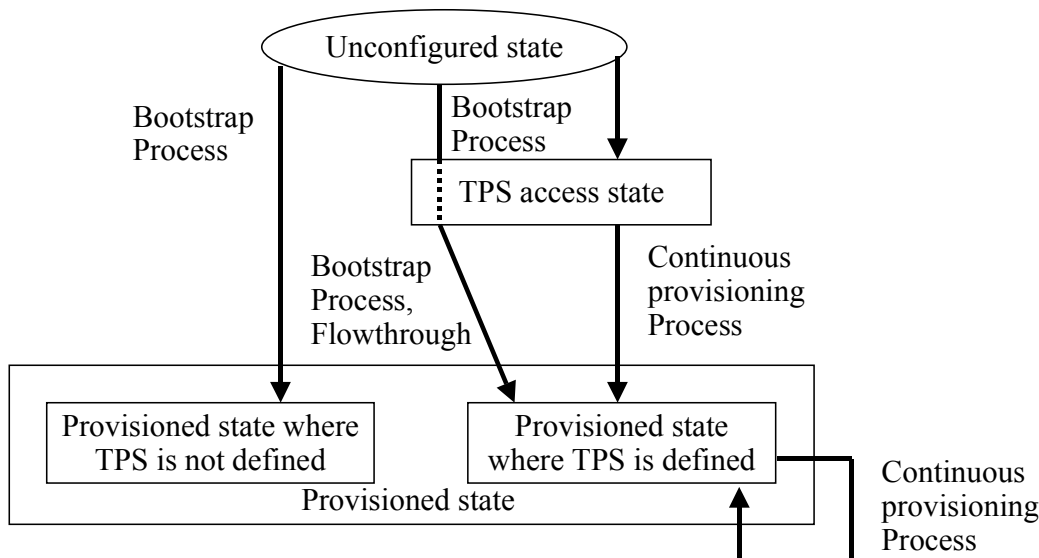 Unconfigured state
Bootstrap
Process
Bootstrap
Process
TPS access state
Bootstrap
Process,
Flowthrough
Continuous
provisioning
Process
Provisioned state where
TPS is not defined
Provisioned state
where TPS is defined
Provisioned state
Continuous
provisioning
Process